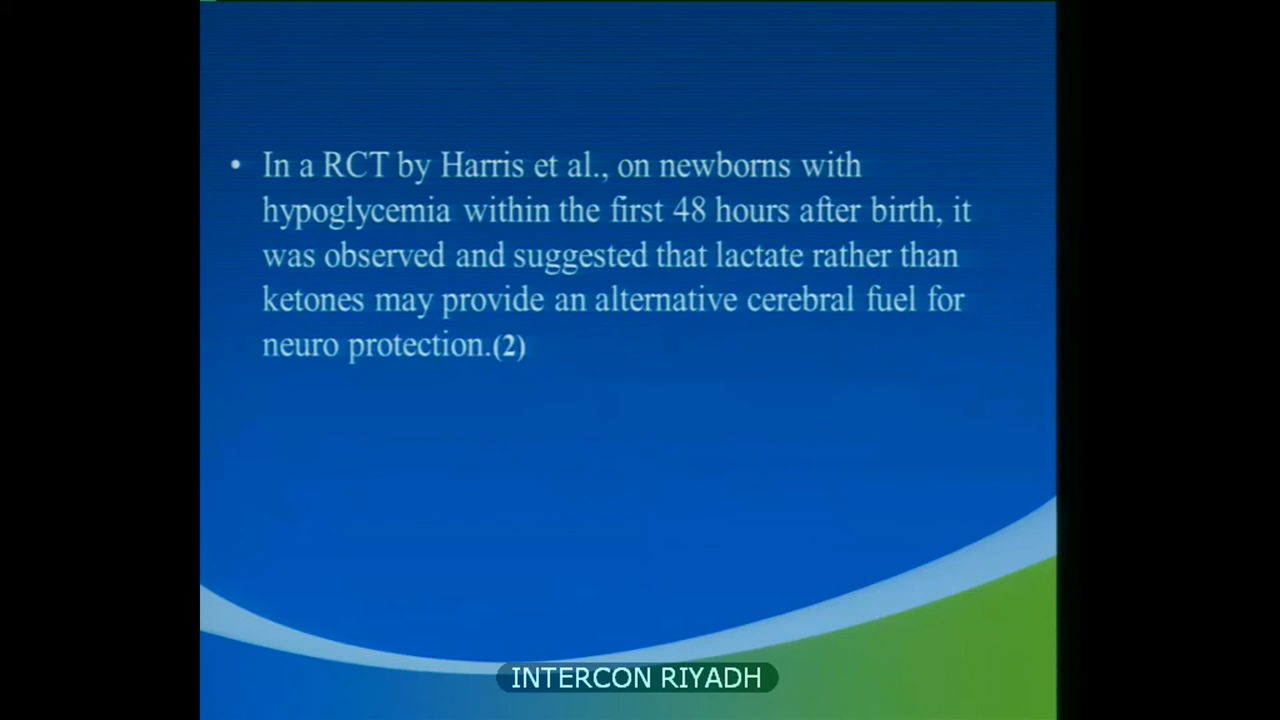 • In a RCT by Harris et al., on newborns with
hypoglycemia within the first 48 hours after birth, it
was observed and suggested that lactate rather than
ketones may provide an alternative cerebral fuel for
neuro protection.(2)
INTERCON RIYADH